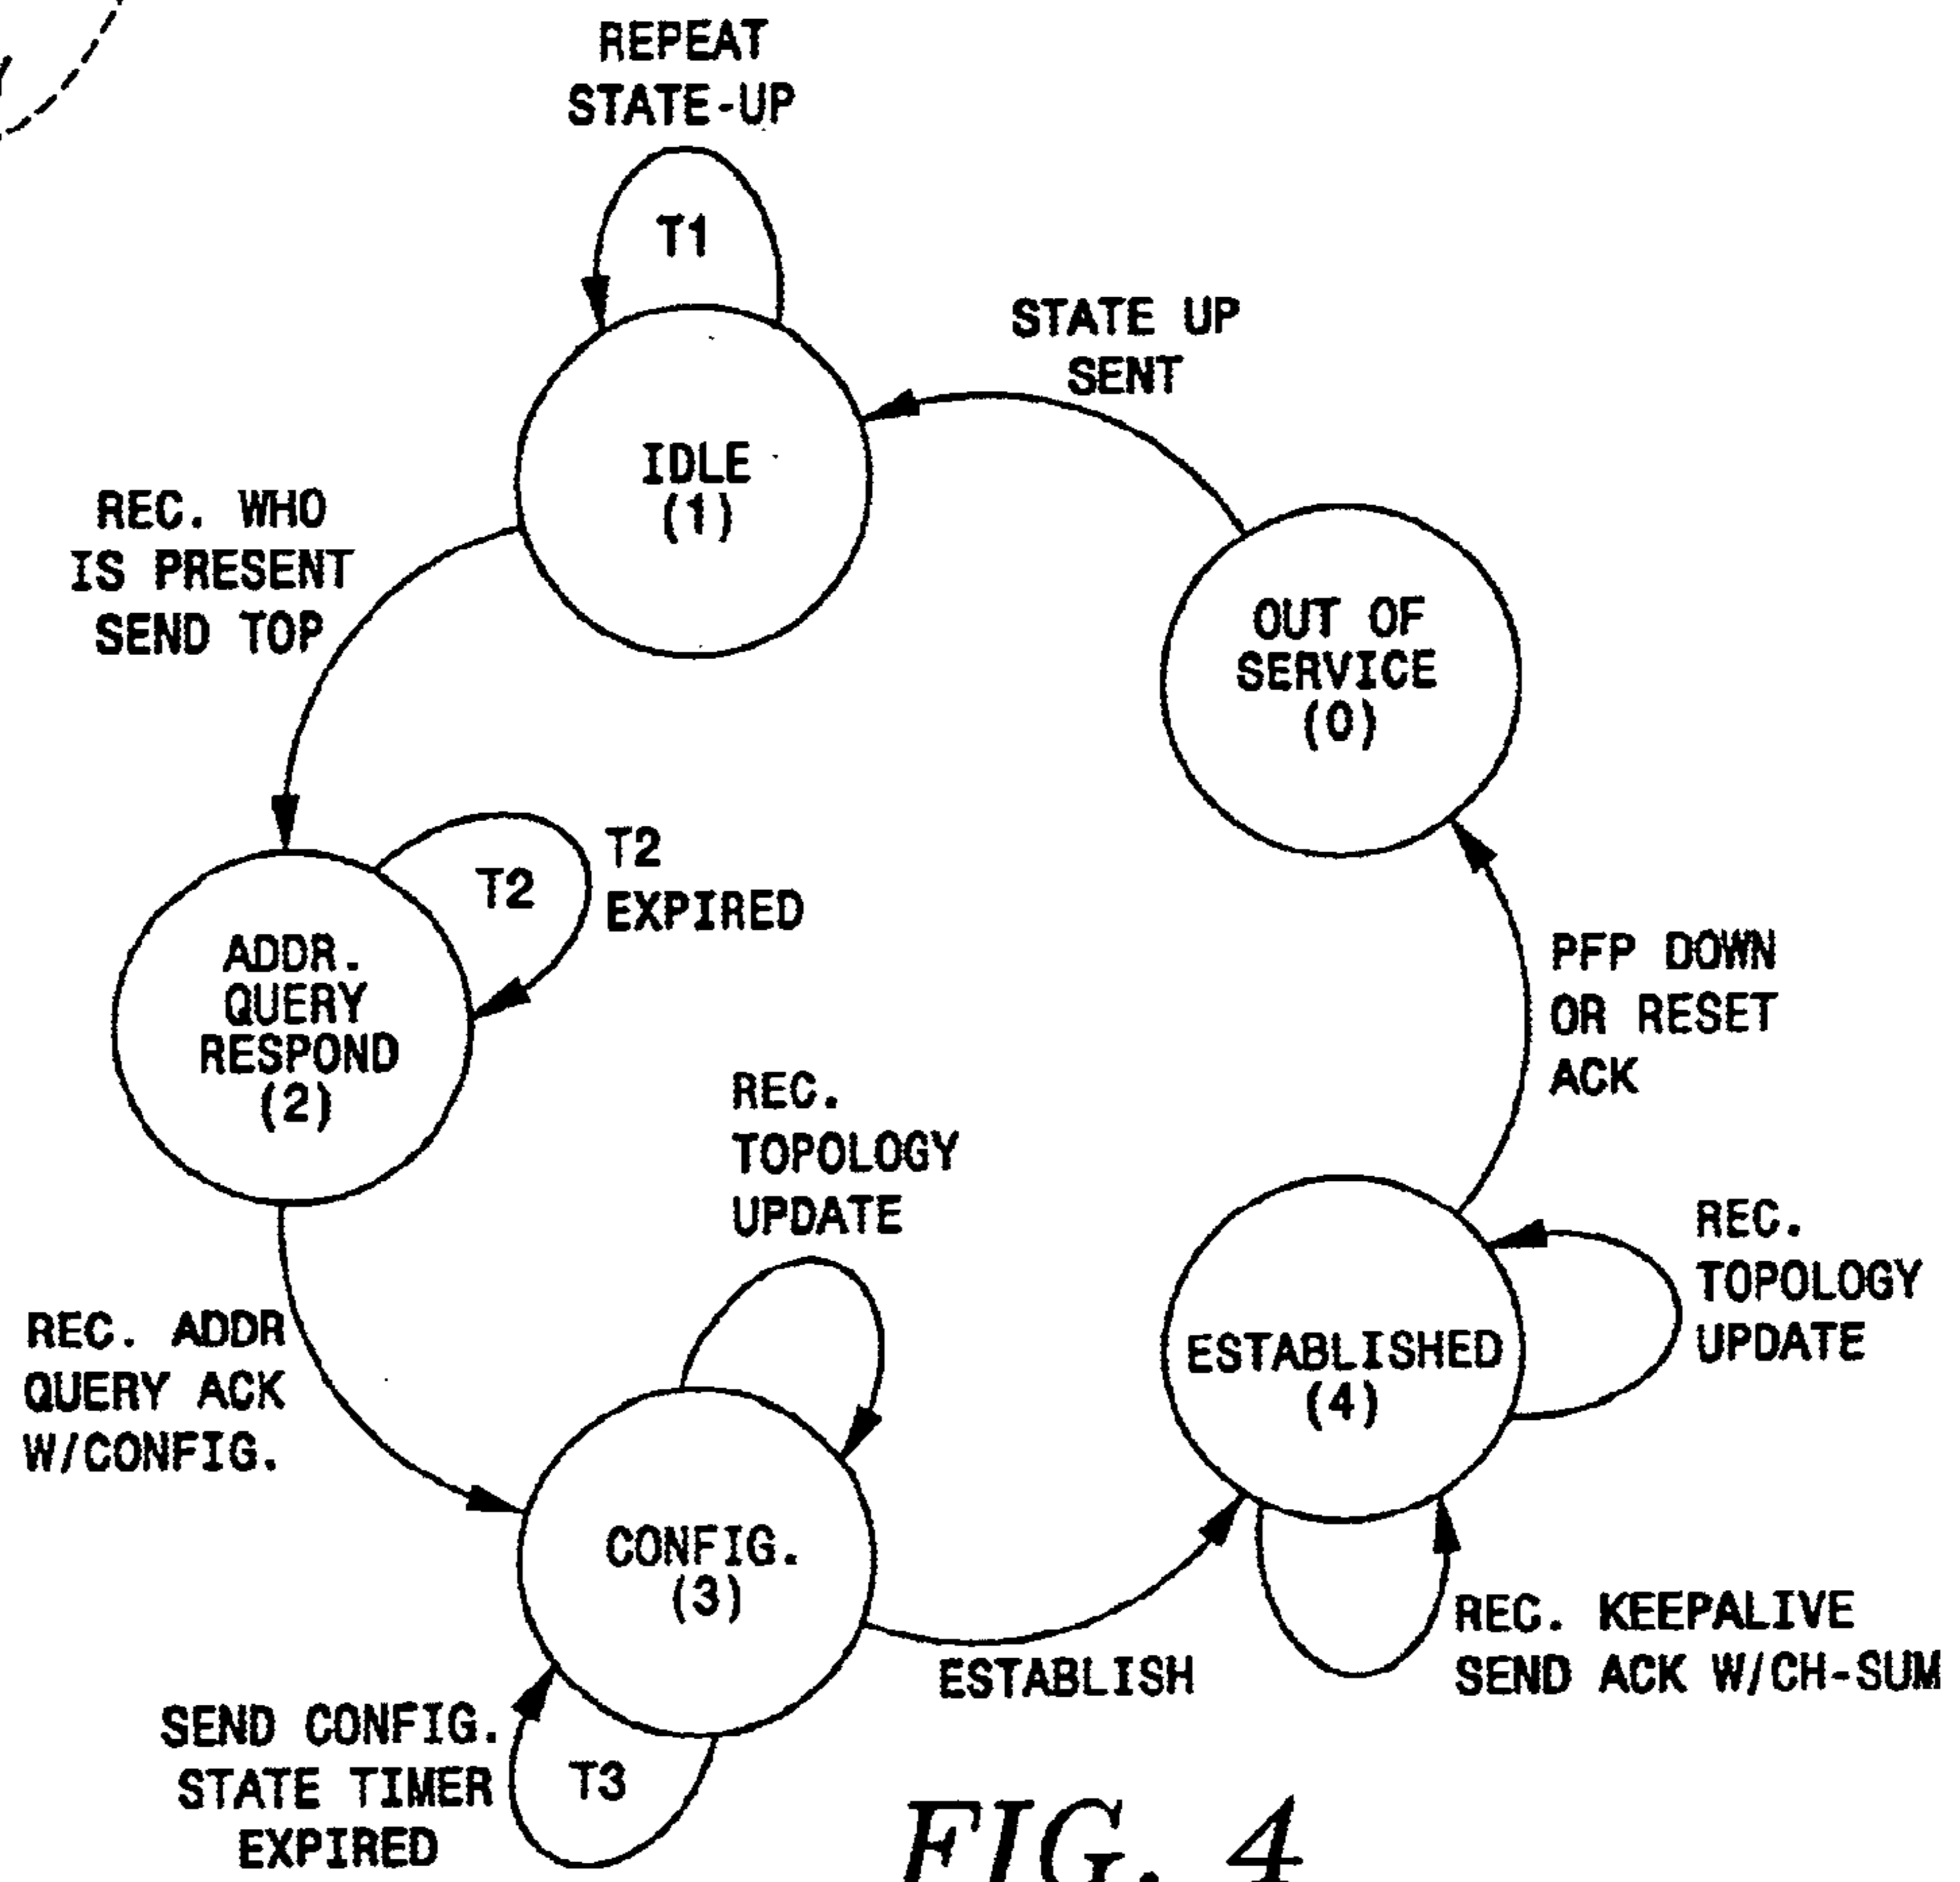 REPEAT
STATE-UP
T1
STATE UP
SENT
IDLE
(1)
REC. WHO
IS PRESENT
SEND TOP
OUT OF
SERVICE
(0)
T2
T2
EXPIRED
ADDR.
QUERY
RESPOND
(2)
PFP DOWN
OR RESET
ACK
REC.
TOPOLOGY
UPDATE
REC.
TOPOLOGY
UPDATE
REC. ADDR
QUERY ACK
W/CONFIG.
ESTABLISHED
(4)
CONFIG.
(3)
REC. KEEPALIVE
SEND ACK W/CH-SUM
ESTABLISH
SEND CONFIG.
STATE TIMER
EXPIRED
T3
FIG. 4